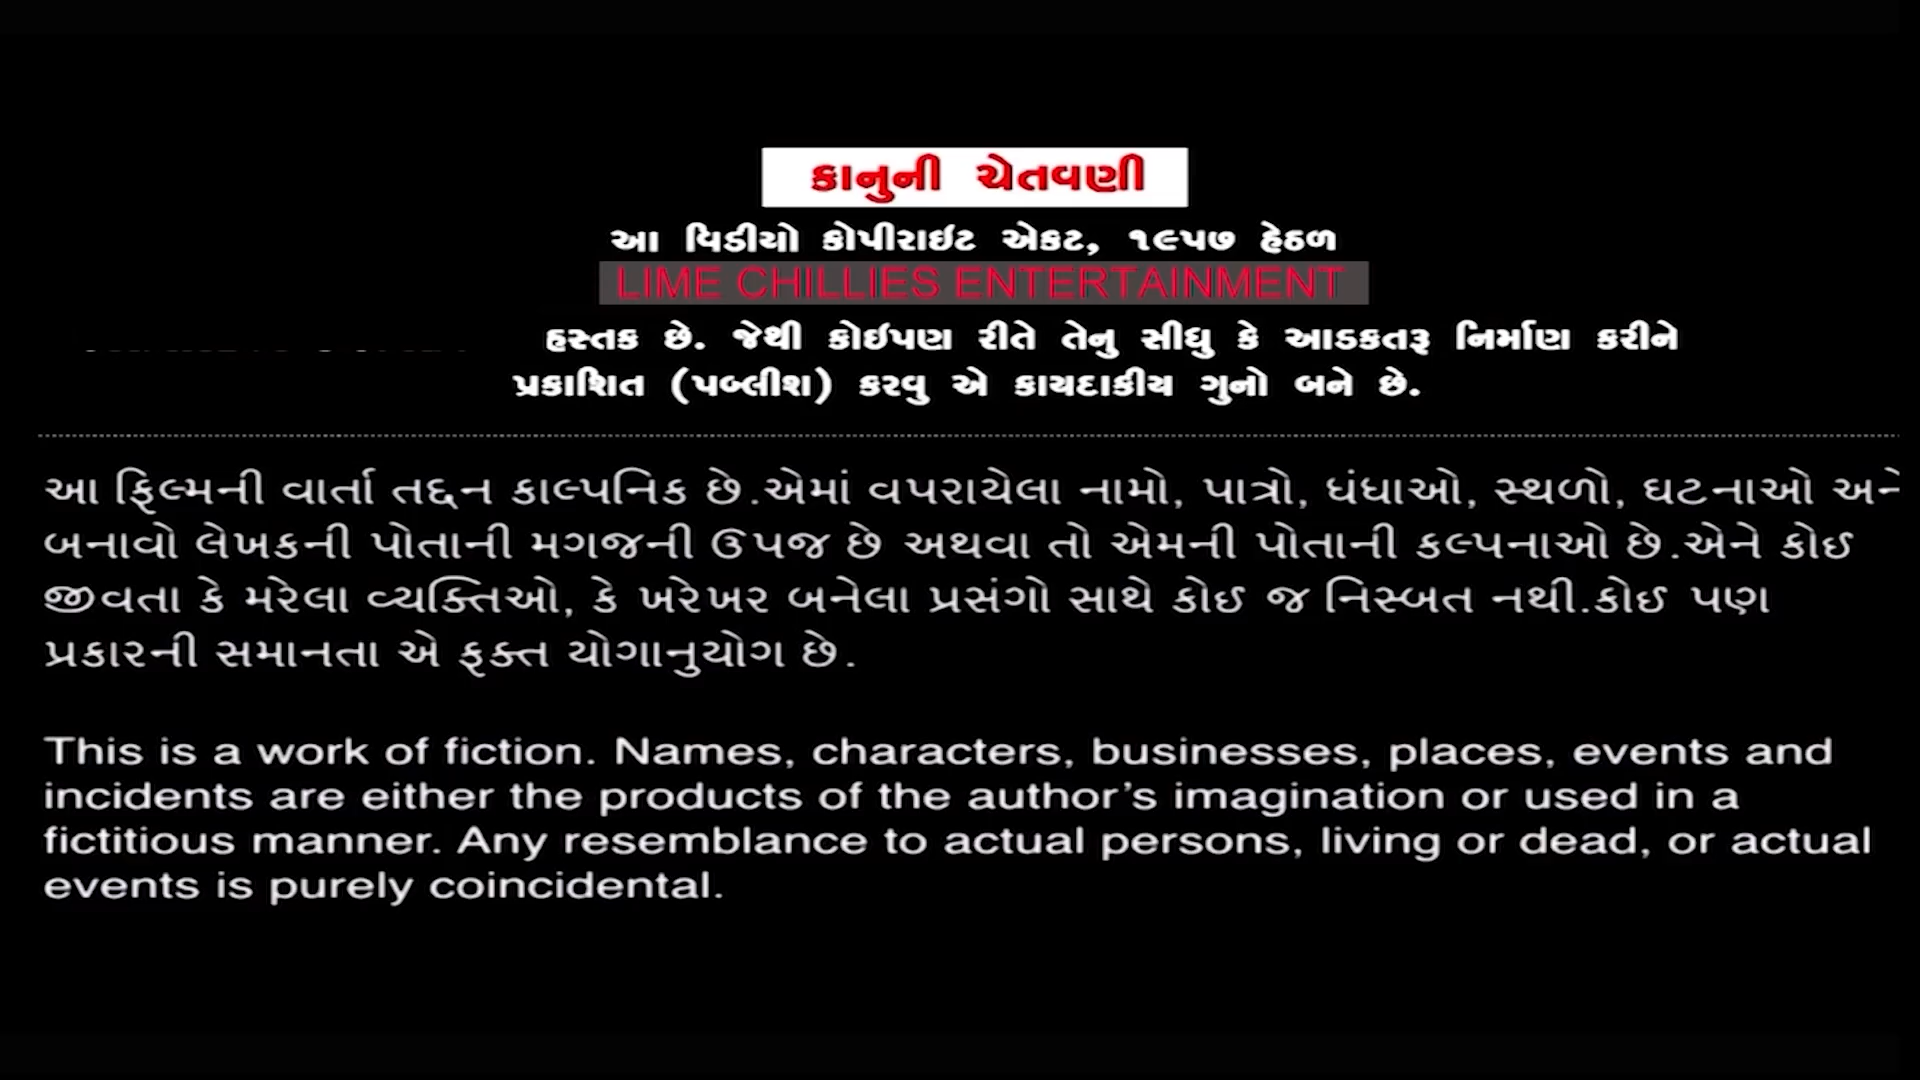 કાનુની ચેતવણી
આ વિડીયો કોપીરાઇટ એકટ, ૧૯૫૭ હેઠળ
LIME CHILLIES ENTERTAINMENT
હસ્તક છે. જેથી કોઇપણ રીતે તેનુ સીધુ કે આડકતરૂ નિર્માણ કરીને
પ્રકાશિત (પબ્લીશ) કરવુ એ કાયદાકીય ગુનો બને છે.
આ ફિલ્મની વાર્તા તદ્દન કાલ્પનિક છે.એમાં વપરાયેલા નામો, પાત્રો, ધંધાઓ, સ્થળો, ઘટનાઓ અને
બનાવો લેખકની પોતાની મગજની ઉપજ છે અથવા તો એમની પોતાની કલ્પનાઓ છે.એને કોઈ
જીવતા કે મરેલા વ્યક્તિઓ, કે ખરેખર બનેલા પ્રસંગો સાથે કોઈ જ નિસ્બત નથી.કોઈ પણ
પ્રકારની સમાનતા એ ફક્ત યોગાનુયોગ છે.
This is a work of fiction. Names, characters, businesses, places, events and
incidents are either the products of the author’s imagination or used in a
fictitious manner. Any resemblance to actual persons, living or dead, or actual
events is purely coincidental.